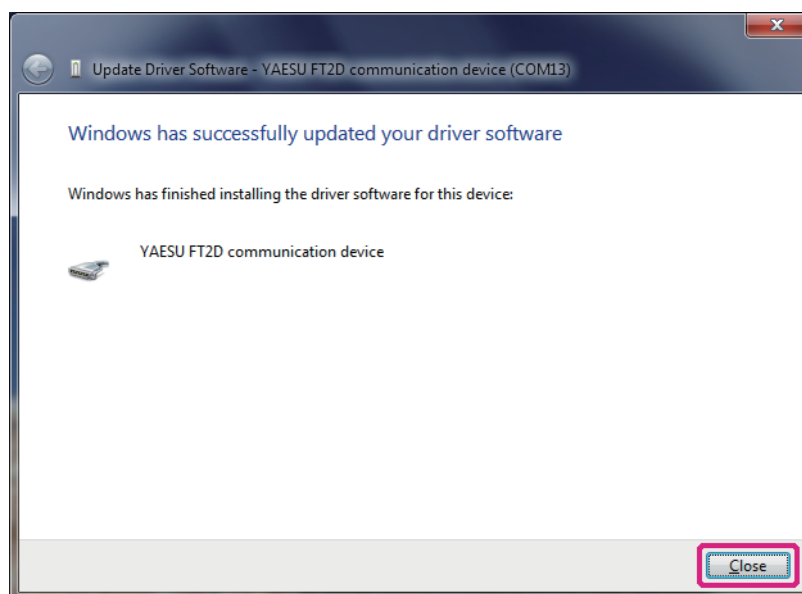 Update Driver Software - YAESU FT2D communication device (COM13)
Windows has successfully updated your driver software
Windows has finished installing the driver software for this device:
YAESU FT2D communication device
Close